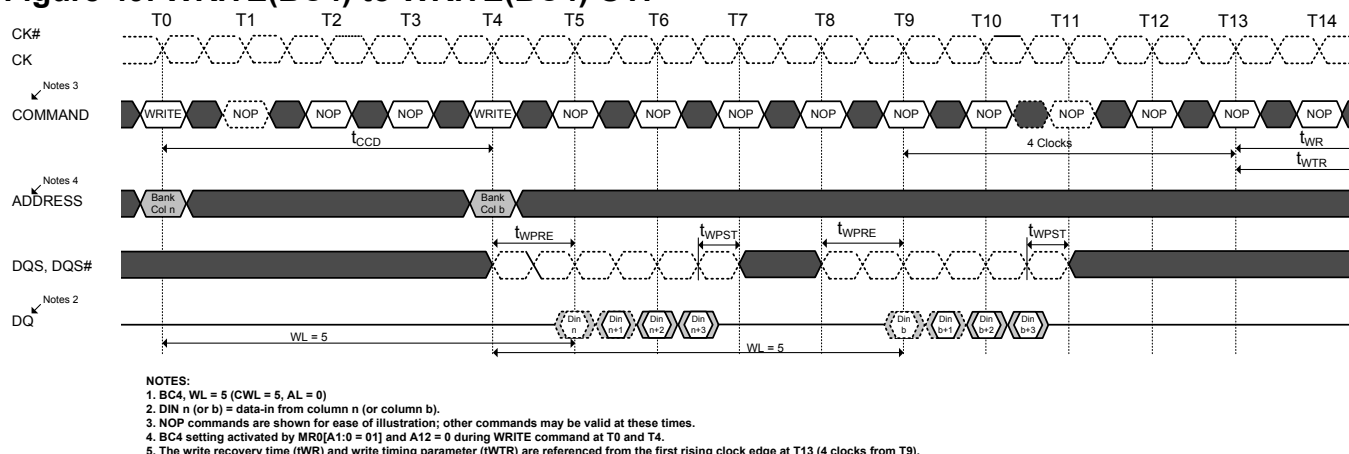 T0 T1 T2 T3 T4 T5 T6 T7 T8 T9 T10 T11 T12 T13 T14
CK#
CK
Notes 3
COMMAND WRITE NOP NOP NOP WRITE NOP NOP NOP NOP NOP NOP NOP NOP NOP NOP
tCCD 4 Clocks tWR
tWTR
Notes 4
ADDRESS Bank Col n Bank Col b
tWPRE tWPST tWPRE tWPST
DQS, DQS#
Notes 2
DQ Din n Din n+1 Din n+2 Din n+3 Din b Din b+1 Din b+2 Din b+3
WL = 5 WL = 5
NOTES:
1. BC4, WL = 5 (CWL = 5, AL = 0)
2. DIN n (or b) = data-in from column n (or column b).
3. NOP commands are shown for ease of illustration; other commands may be valid at these times.
4. BC4 setting activated by MR0[A1:0 = 01] and A12 = 0 during WRITE command at T0 and T4.
5. The write recovery time (tWR) and write timing parameter (tWTR) are referenced from the first rising clock edge at T13 (4 clocks from T9).